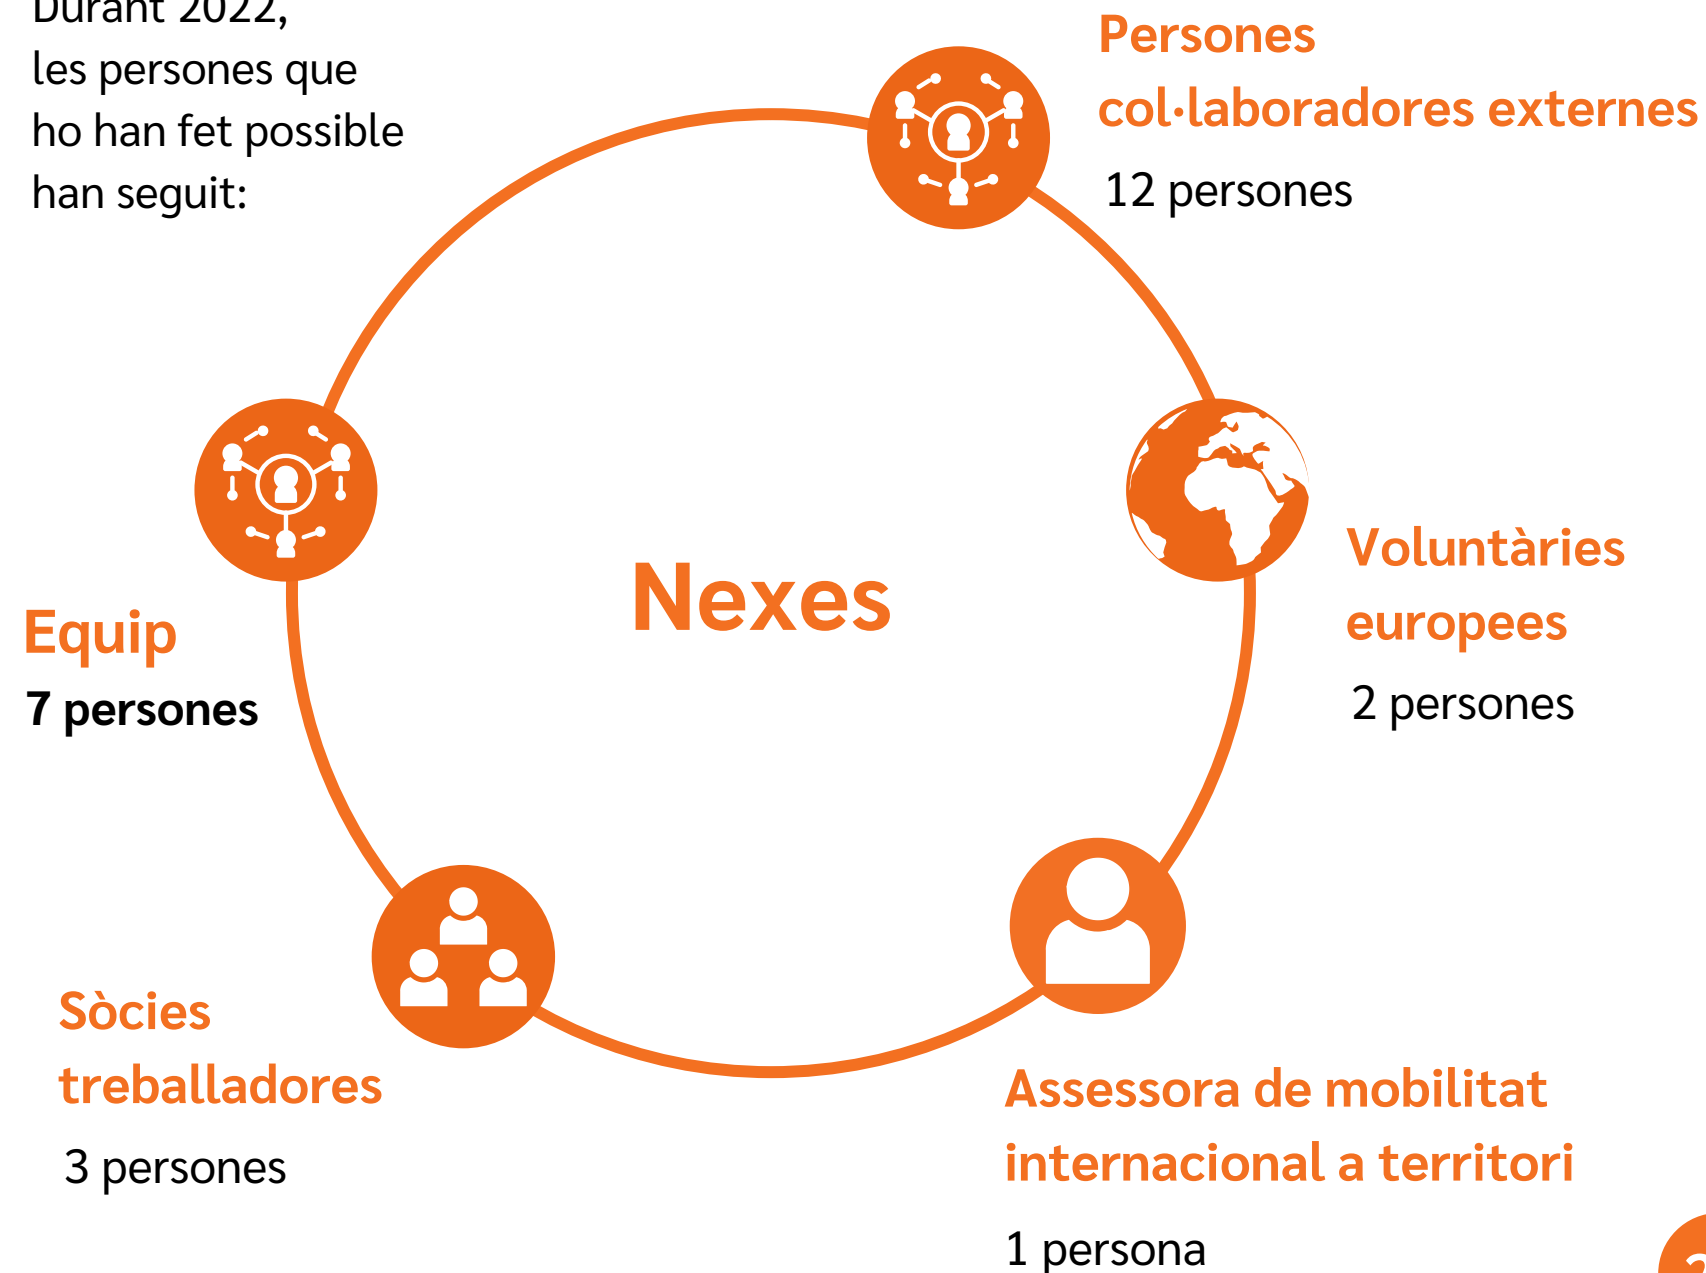 Durant 2022,
les persones que
ho han fet possible
han seguit:
Persones
col·laboradores externes
12 persones
Nexes
Voluntàries
europees
2 persones
Equip
7 persones
Sòcies
treballadores
3 persones
Assessora de mobilitat
internacional a territori
1 persona